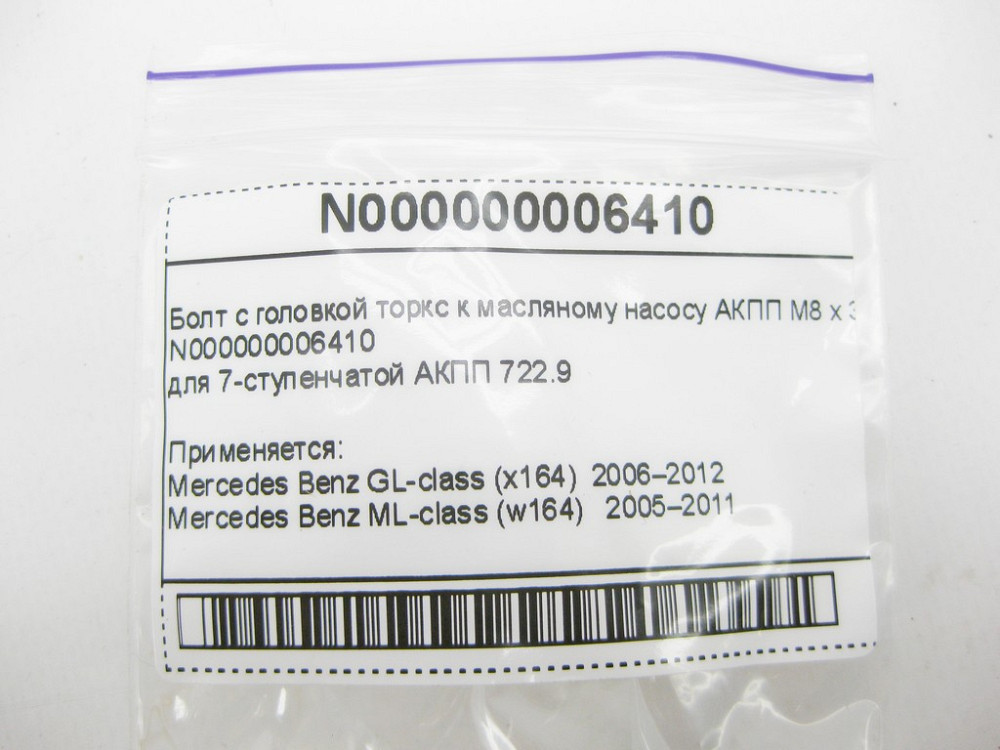 N000000006410
Болт с головкой торкс к масляному насосу АКПП М8 х
N000000006410
для 7-ступенчатой АКПП 722.9
Применяется:
Mercedes Benz GL-class (x164) 2006–2012
Mercedes Benz ML-class (w164) 2005–2011